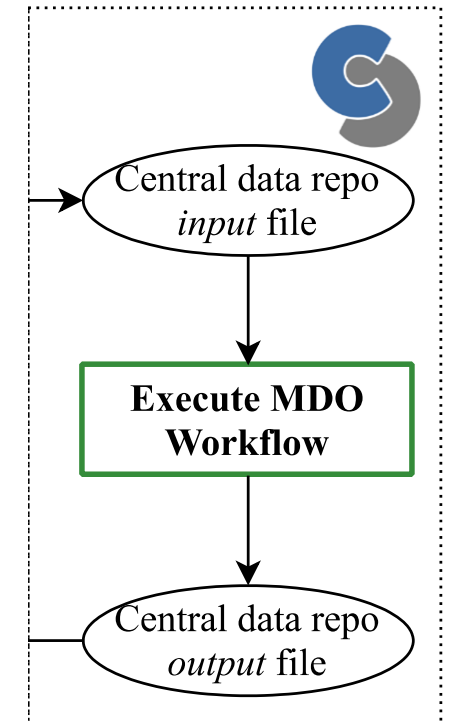 Central data repo
input file
Execute MDO
Workflow
Central data repo
output file